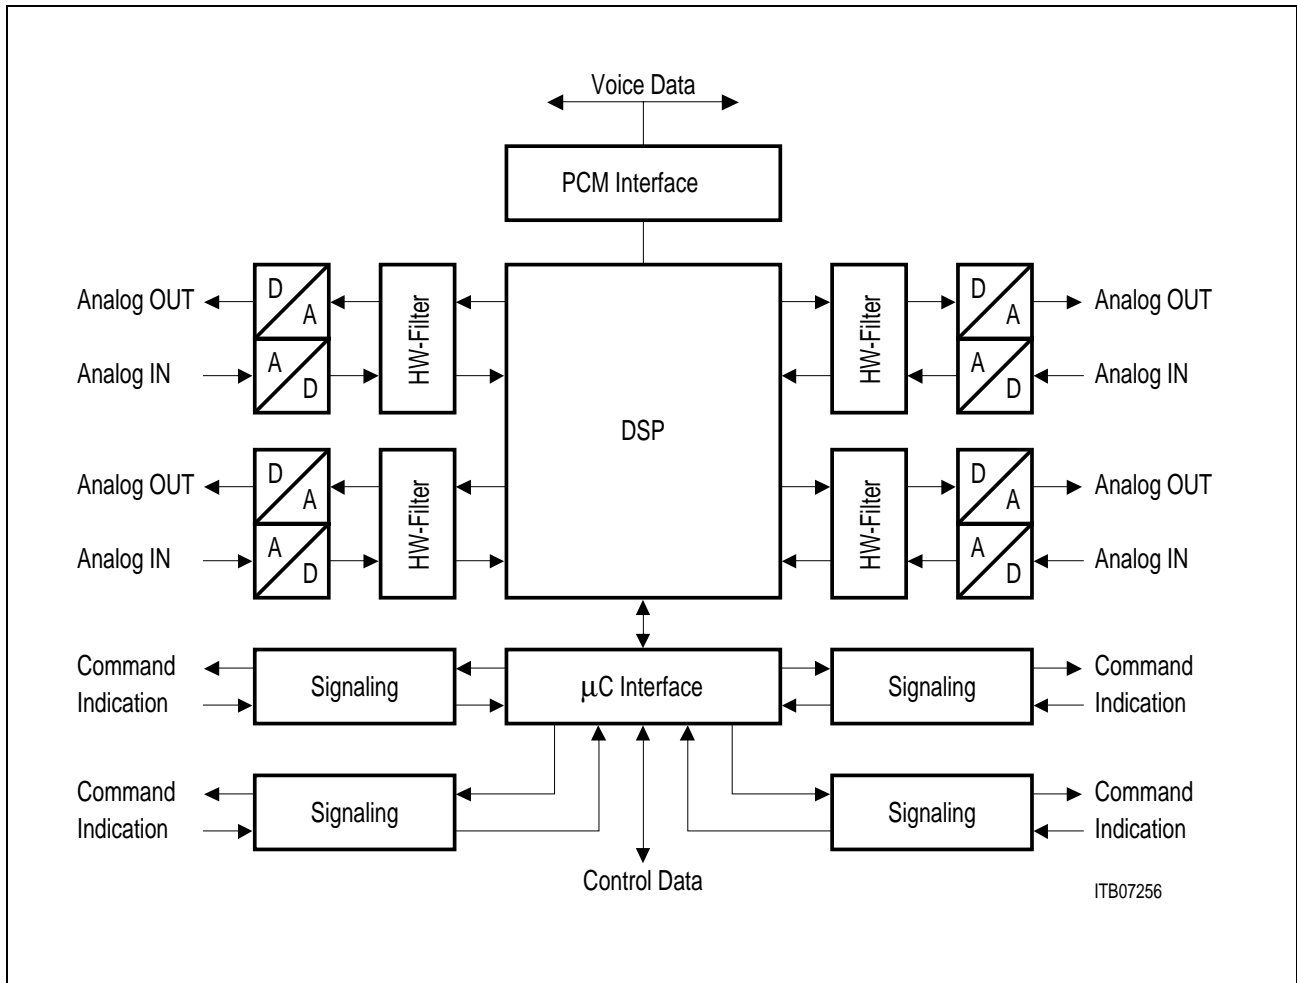 Voice Data
PCM Interface
Analog OUT
D
A
HW-Filter
HW-Filter
D
A
Analog OUT
Analog IN
A
D
A
D
Analog IN
DSP
Analog OUT
D
A
HW-Filter
HW-Filter
D
A
Analog OUT
Analog IN
A
D
A
D
Analog IN
Command
Indication
Signaling
µC Interface
Signaling
Command
Indication
Command
Indication
Signaling
Signaling
Command
Indication
Control Data
ITB07256